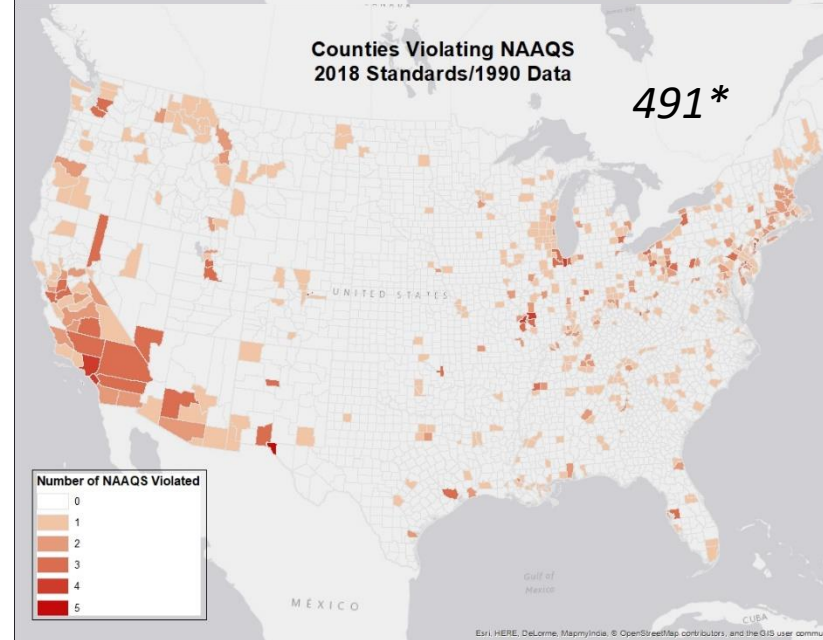 Counties Violating NAAQS
2018 Standards/1990 Data
491*
UNITED STATES
Number of NAAQS Violated
0
1
2
3
4
5
Gulf of
Mexico
MÉXICO
CUBA
Esri, HERE, DeLorme, MapmyIndia, © OpenStreetMap contributors, and the GIS user commu